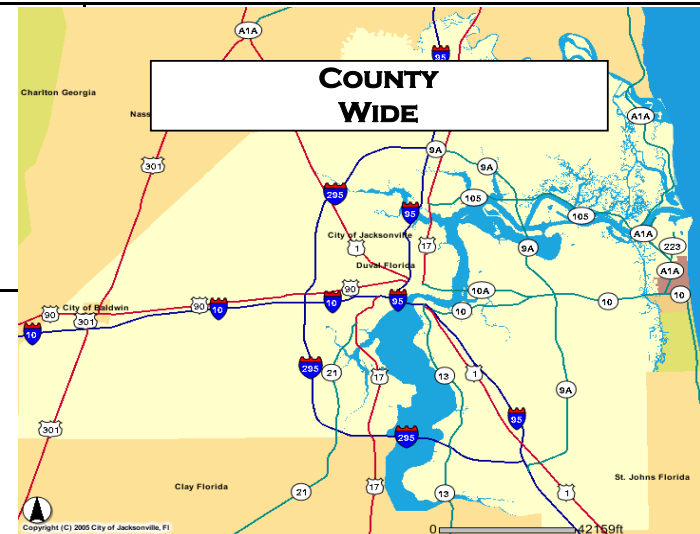 A1A
95
COUNTY
WIDE
Charlton Georgia
Nass
A1A
301
9A
9A
295
95
105
105
City of Jacksonville
A1A
1
17
9A
223
Duval Florida
A1A
90
10A
10
90
10
95
10
90
City of Baldwin
10
10
301
10
295
21
17
13
1
9A
95
301
295
St. Johns Florida
Clay Florida
17
21
13
1
Copyright (C) 2005 City of Jacksonville, Fl
0
42159ft